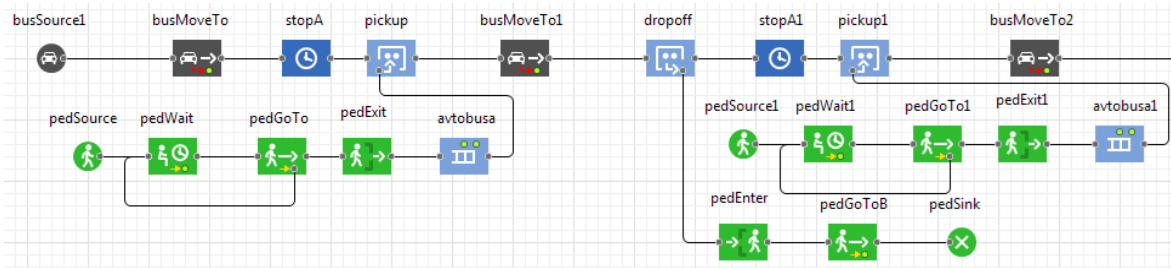 busSource1 busMoveTo stopA pickup busMoveTo1 dropoff stopA1 pickup1 busMoveTo2
pedSource pedWait pedGoTo pedExit avtobusa pedSource1 pedWait1 pedGoTo1 pedExit1 avtobusa1
pedEnter pedGoToB pedSink